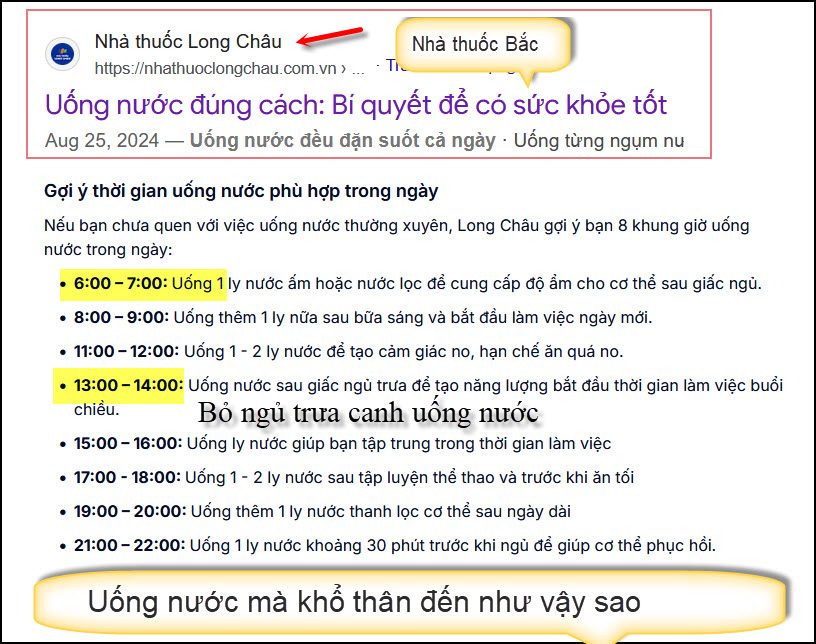 Nhà thuốc Long Châu
Nhà thuốc Bắc
https://nhathuoclongchau.com.vn › ... ·
Uống nước đúng cách: Bí quyết để có sức khỏe tốt
Aug 25, 2024 — Uống nước đều đặn suốt cả ngày · Uống từng ngụm nư
Gợi ý thời gian uống nước phù hợp trong ngày
Nếu bạn chưa quen với việc uống nước thường xuyên, Long Châu gợi ý bạn 8 khung giờ uống
nước trong ngày:
• 6:00 – 7:00: Uống 1 ly nước ấm hoặc nước lọc để cung cấp độ ẩm cho cơ thể sau giấc ngủ.
• 8:00 – 9:00: Uống thêm 1 ly nữa sau bữa sáng và bắt đầu làm việc ngày mới.
• 11:00 – 12:00: Uống 1 - 2 ly nước để tạo cảm giác no, hạn chế ăn quá no.
• 13:00 – 14:00: Uống nước sau giấc ngủ trưa để tạo năng lượng bắt đầu thời gian làm việc buổi
chiều.
Bỏ ngủ trưa canh uống nước
• 15:00 – 16:00: Uống ly nước giúp bạn tập trung trong thời gian làm việc
• 17:00 - 18:00: Uống 1 - 2 ly nước sau tập luyện thể thao và trước khi ăn tối
• 19:00 – 20:00: Uống thêm 1 ly nước thanh lọc cơ thể sau ngày dài
• 21:00 – 22:00: Uống 1 ly nước khoảng 30 phút trước khi ngủ để giúp cơ thể phục hồi.
Uống nước mà khổ thân đến như vậy sao